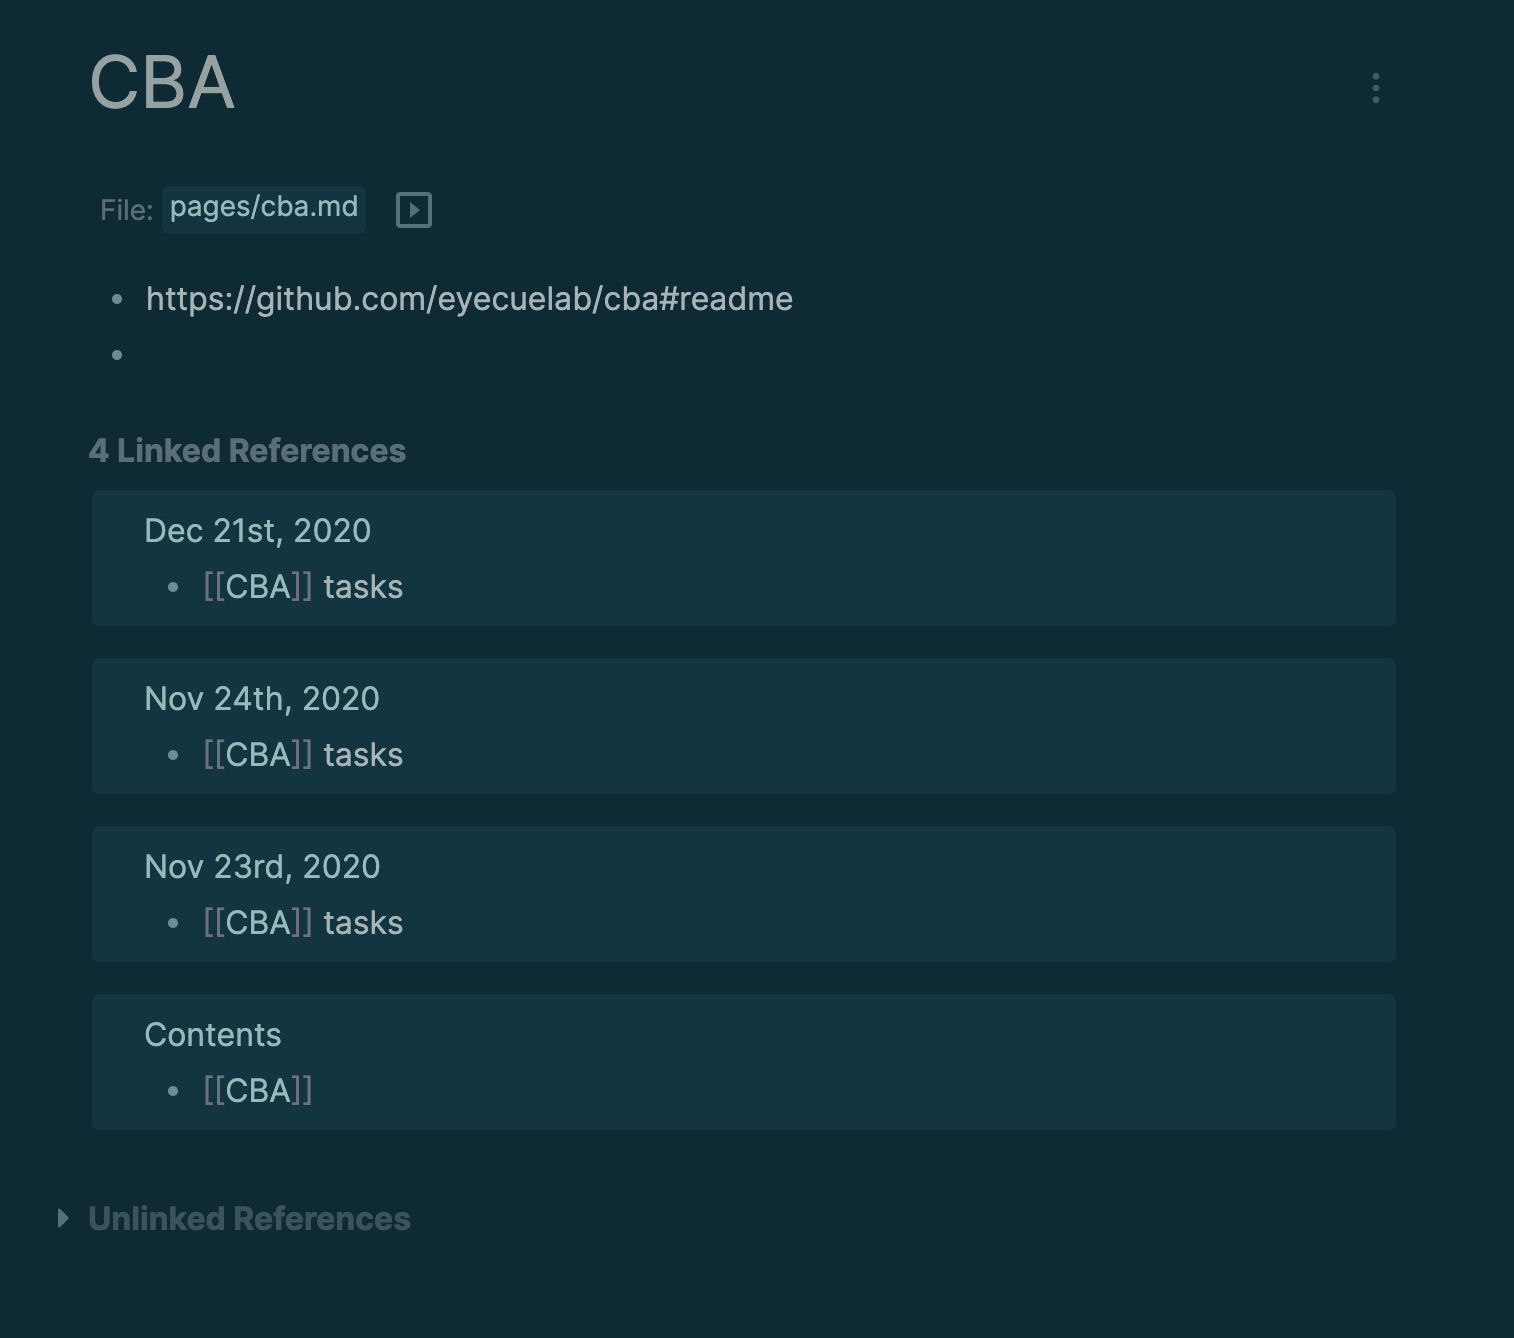 CBA
File: pages/cba.md
https://github.com/eyecuelab/cba#readme
4 Linked References
Dec 21st, 2020
[[CBA]] tasks
Nov 24th, 2020
[[CBA]] tasks
Nov 23rd, 2020
[[CBA]] tasks
Contents
[[CBA]]
Unlinked References